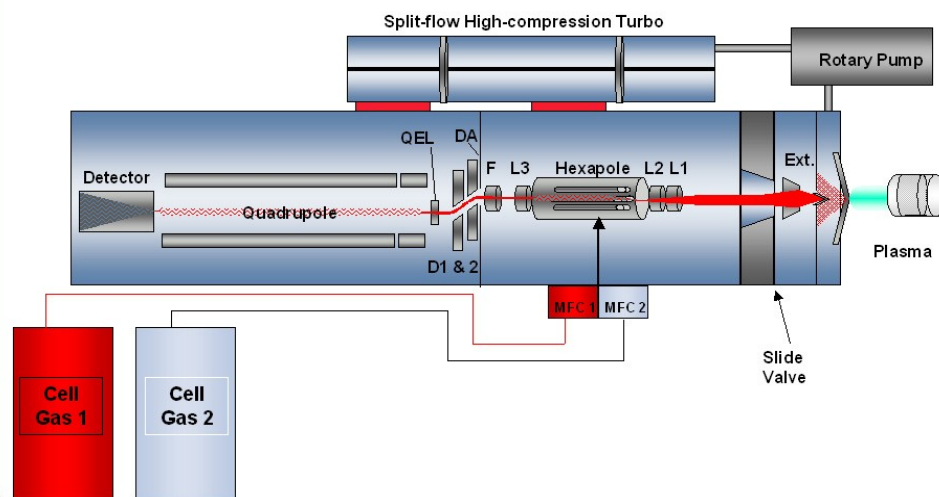 Split-flow High-compression Turbo
Rotary Pump
QEL
DA
Detector
F
L3
Hexapole
L2 L1
Ext.
Quadrupole
Plasma
D1 & 2
MFC 1
MFC 2
Slide
Valve
Cell
Gas 1
Cell
Gas 2